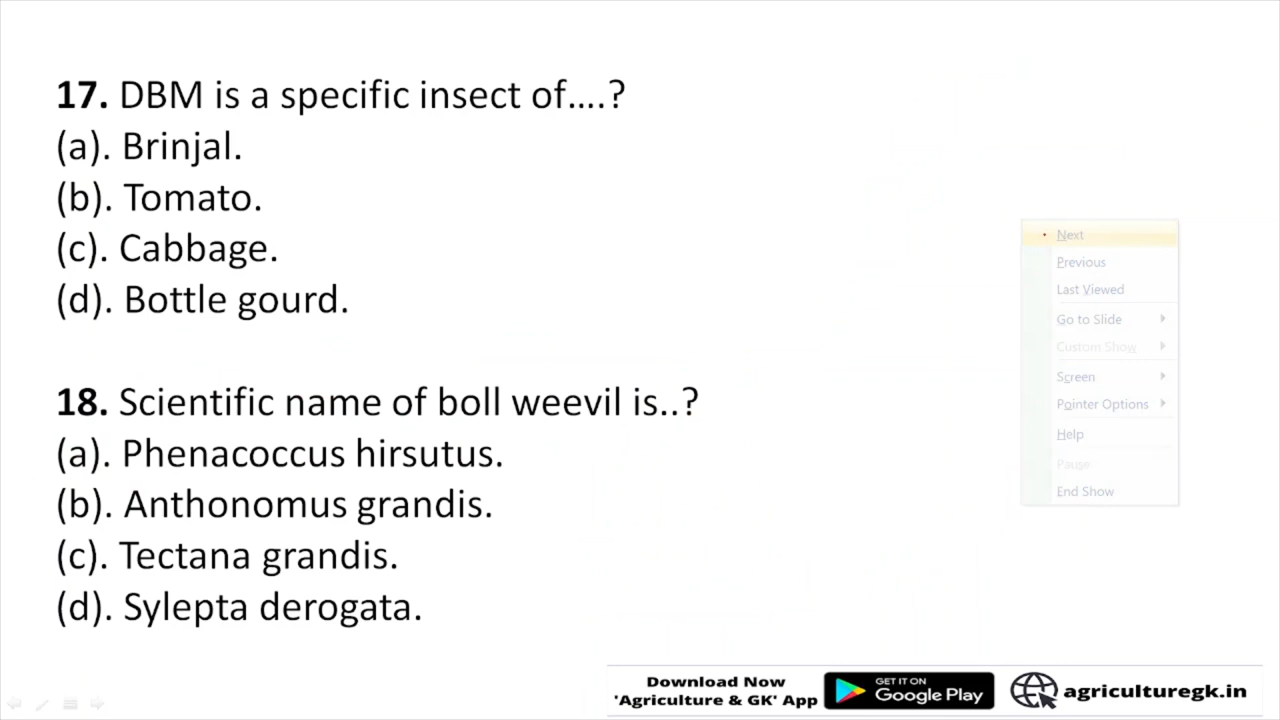 17. DBM is a specific insect of....?
(a). Brinjal.
(b). Tomato.
(c). Cabbage.
(d). Bottle gourd.
18. Scientific name of boll weevil is..?
(a). Phenacoccus hirsutus.
(b). Anthonomus grandis.
(c). Tectana grandis.
(d). Sylepta derogata.
Next
Previous
Last Viewed
Go to Slide
Custom Show
Screen
Pointer Options
Help
Pause
End Show
Download Now
'Agriculture & GK' App
GET IT ON
Google Play
agriculturegk.in